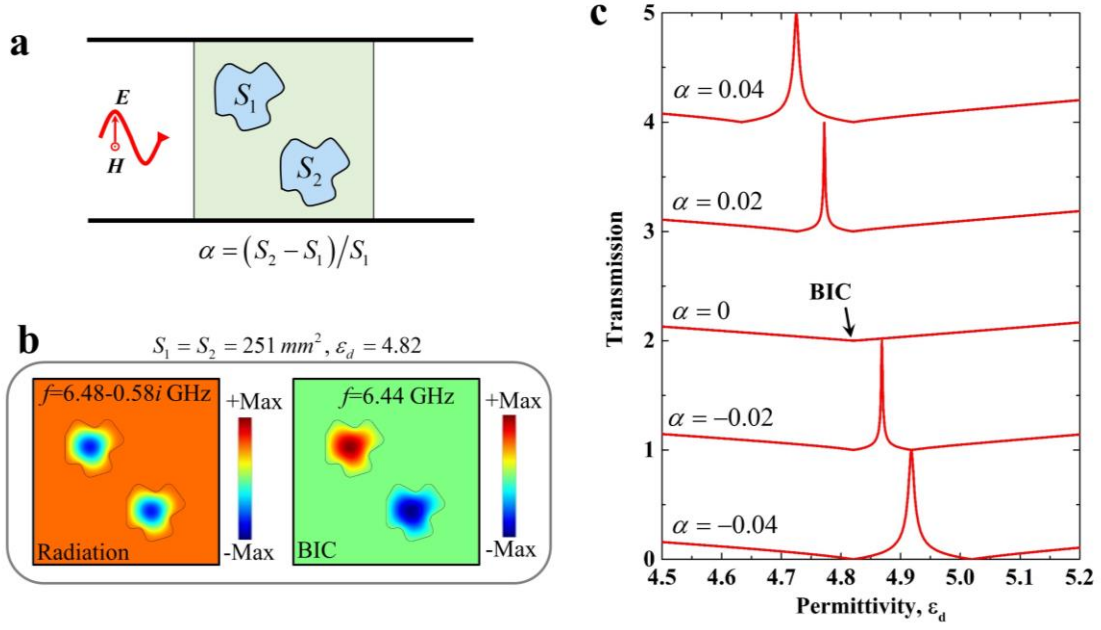 a
E
H
S₁
S₂
α = (S₂ − S₁)/S₁
b
S₁ = S₂ = 251 mm², ε_d = 4.82
f=6.48-0.58i GHz
+Max
-Max
Radiation
f=6.44 GHz
+Max
-Max
BIC
c
Transmission
5
4
3
2
1
0
α = 0.04
α = 0.02
BIC
α = 0
α = −0.02
α = −0.04
4.5 4.6 4.7 4.8 4.9 5.0 5.1 5.2
Permittivity, ε_d